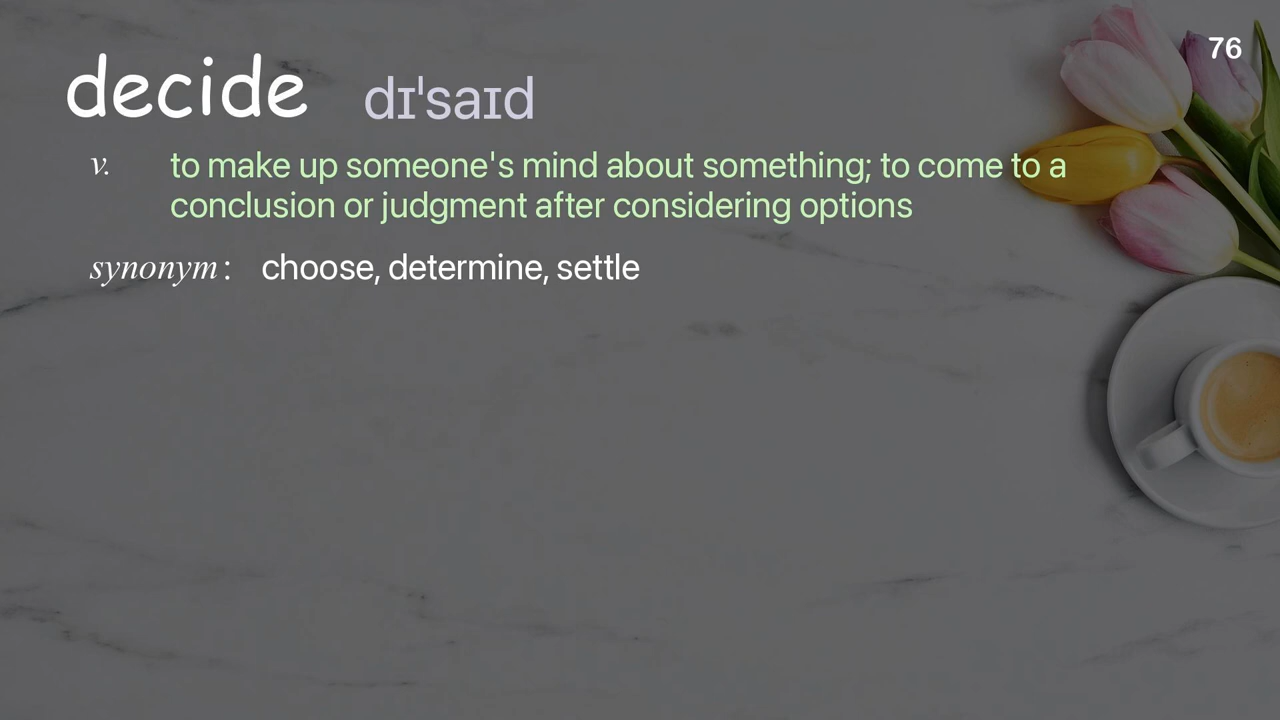 76
decide dɪˈsaɪd
v. to make up someone's mind about something; to come to a
conclusion or judgment after considering options
synonym: choose, determine, settle